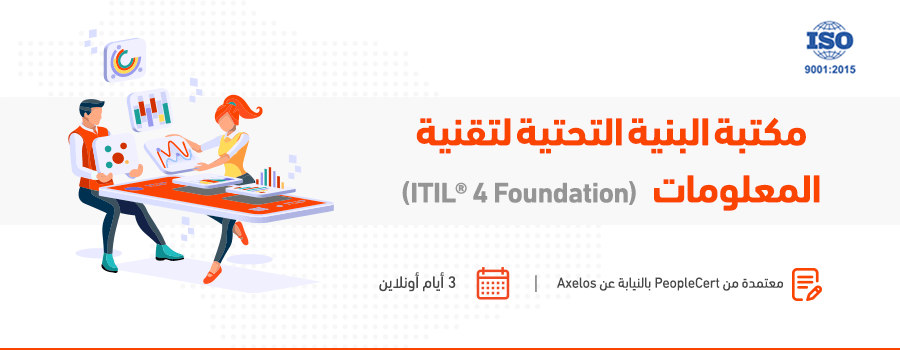 ISO
9001:2015
مكتبة البنية التحتية لتقنية
المعلومات (ITIL® 4 Foundation)
معتمدة من PeopleCert بالنيابة عن Axelos | 3 أيام أونلاين